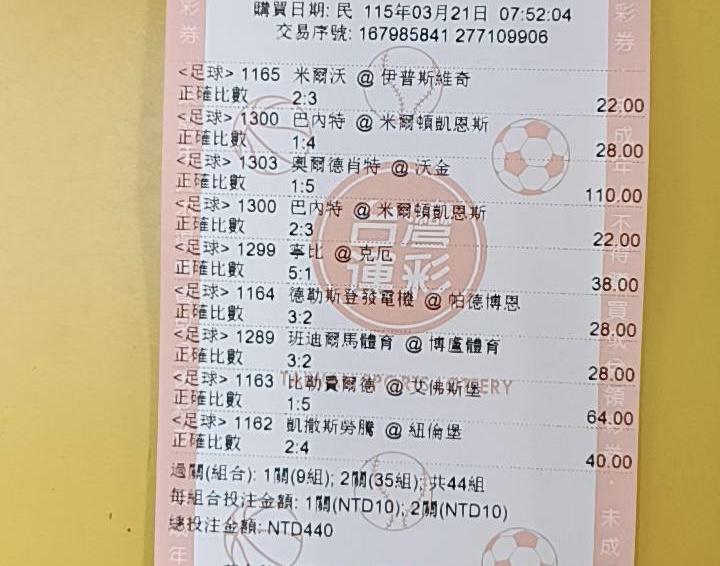 購買日期: 民 115年03月21日 07:52:04
交易序號: 167985841 277109906
<足球> 1165 米爾沃 @ 伊普斯維奇
正確比數 2:3 22.00
<足球> 1300 巴內特 @ 米爾頓凱恩斯
正確比數 1:4 28.00
<足球> 1303 奧爾德肖特 @ 沃金
正確比數 1:5 110.00
<足球> 1300 巴內特 @ 米爾頓凱恩斯
正確比數 2:3 22.00
<足球> 1299 寧比 @ 克厄
正確比數 5:1 38.00
<足球> 1164 德勒斯登發電機 @ 帕德博恩
正確比數 3:2 28.00
<足球> 1289 班迪爾馬體育 @ 博盧體育
正確比數 3:2 28.00
<足球> 1163 比勒費爾德 @ 艾佛斯堡
正確比數 1:5 64.00
<足球> 1162 凱撒斯勞騰 @ 紐倫堡
正確比數 2:4 40.00
過關(組合): 1關(9組); 2關(35組); 共44組
每組合投注金額: 1關(NTD10); 2關(NTD10)
總投注金額: NTD440
台灣
運彩